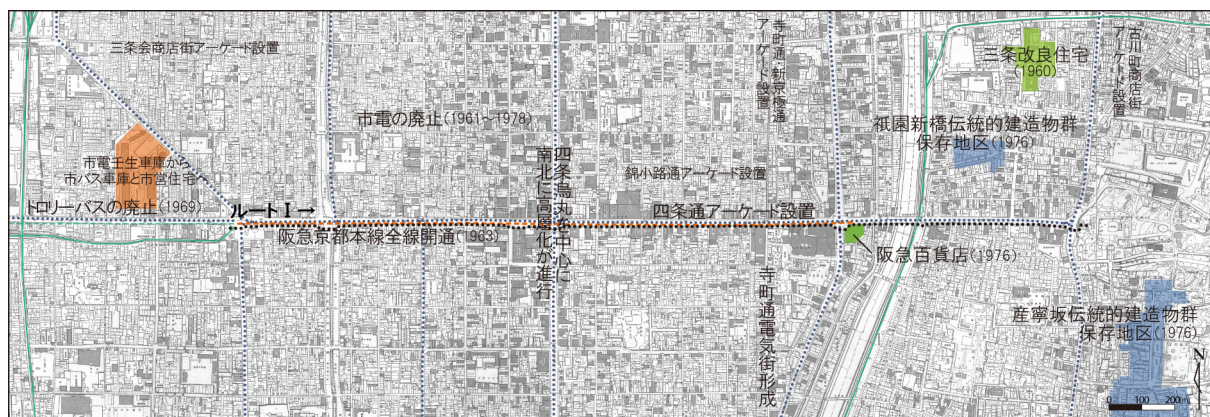 三条会商店街アーケード設置
市電壬生車庫から
市バス車庫と市営住宅へ
トロリーバスの廃止(1969)
ルートⅠ→
阪急京都本線全線開通(1963)
市電の廃止(1961〜1978)
四条烏丸を中心に
南北に高層化が進行
錦小路通アーケード設置
四条通アーケード設置
寺町通・新京極通
アーケード設置
寺町通電気街形成
阪急百貨店(1976)
祇園新橋伝統的建造物群
保存地区(1976)
三条改良住宅
(1960)
古川町商店街
アーケード設置
産寧坂伝統的建造物群
保存地区(1976)
N
0 100 200m